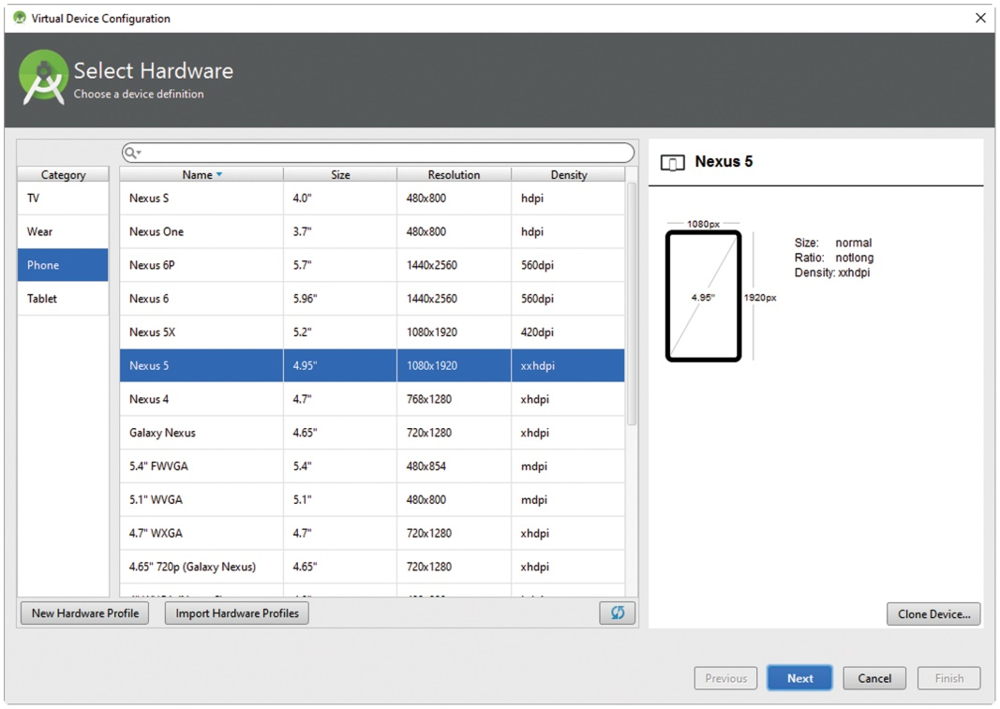 Virtual Device Configuration
Select Hardware
Choose a device definition
Category
TV
Wear
Phone
Tablet
Name Size Resolution Density
Nexus S 4.0" 480x800 hdpi
Nexus One 3.7" 480x800 hdpi
Nexus 6P 5.7" 1440x2560 560dpi
Nexus 6 5.96" 1440x2560 560dpi
Nexus 5X 5.2" 1080x1920 420dpi
Nexus 5 4.95" 1080x1920 xxhdpi
Nexus 4 4.7" 768x1280 xhdpi
Galaxy Nexus 4.65" 720x1280 xhdpi
5.4" FWVGA 5.4" 480x854 mdpi
5.1" WVGA 5.1" 480x800 mdpi
4.7" WXGA 4.7" 720x1280 xhdpi
4.65" 720p (Galaxy Nexus) 4.65" 720x1280 xhdpi
New Hardware Profile Import Hardware Profiles
Nexus 5
1080px
4.95"
1920px
Size: normal
Ratio: notlong
Density: xxhdpi
Clone Device...
Previous Next Cancel Finish